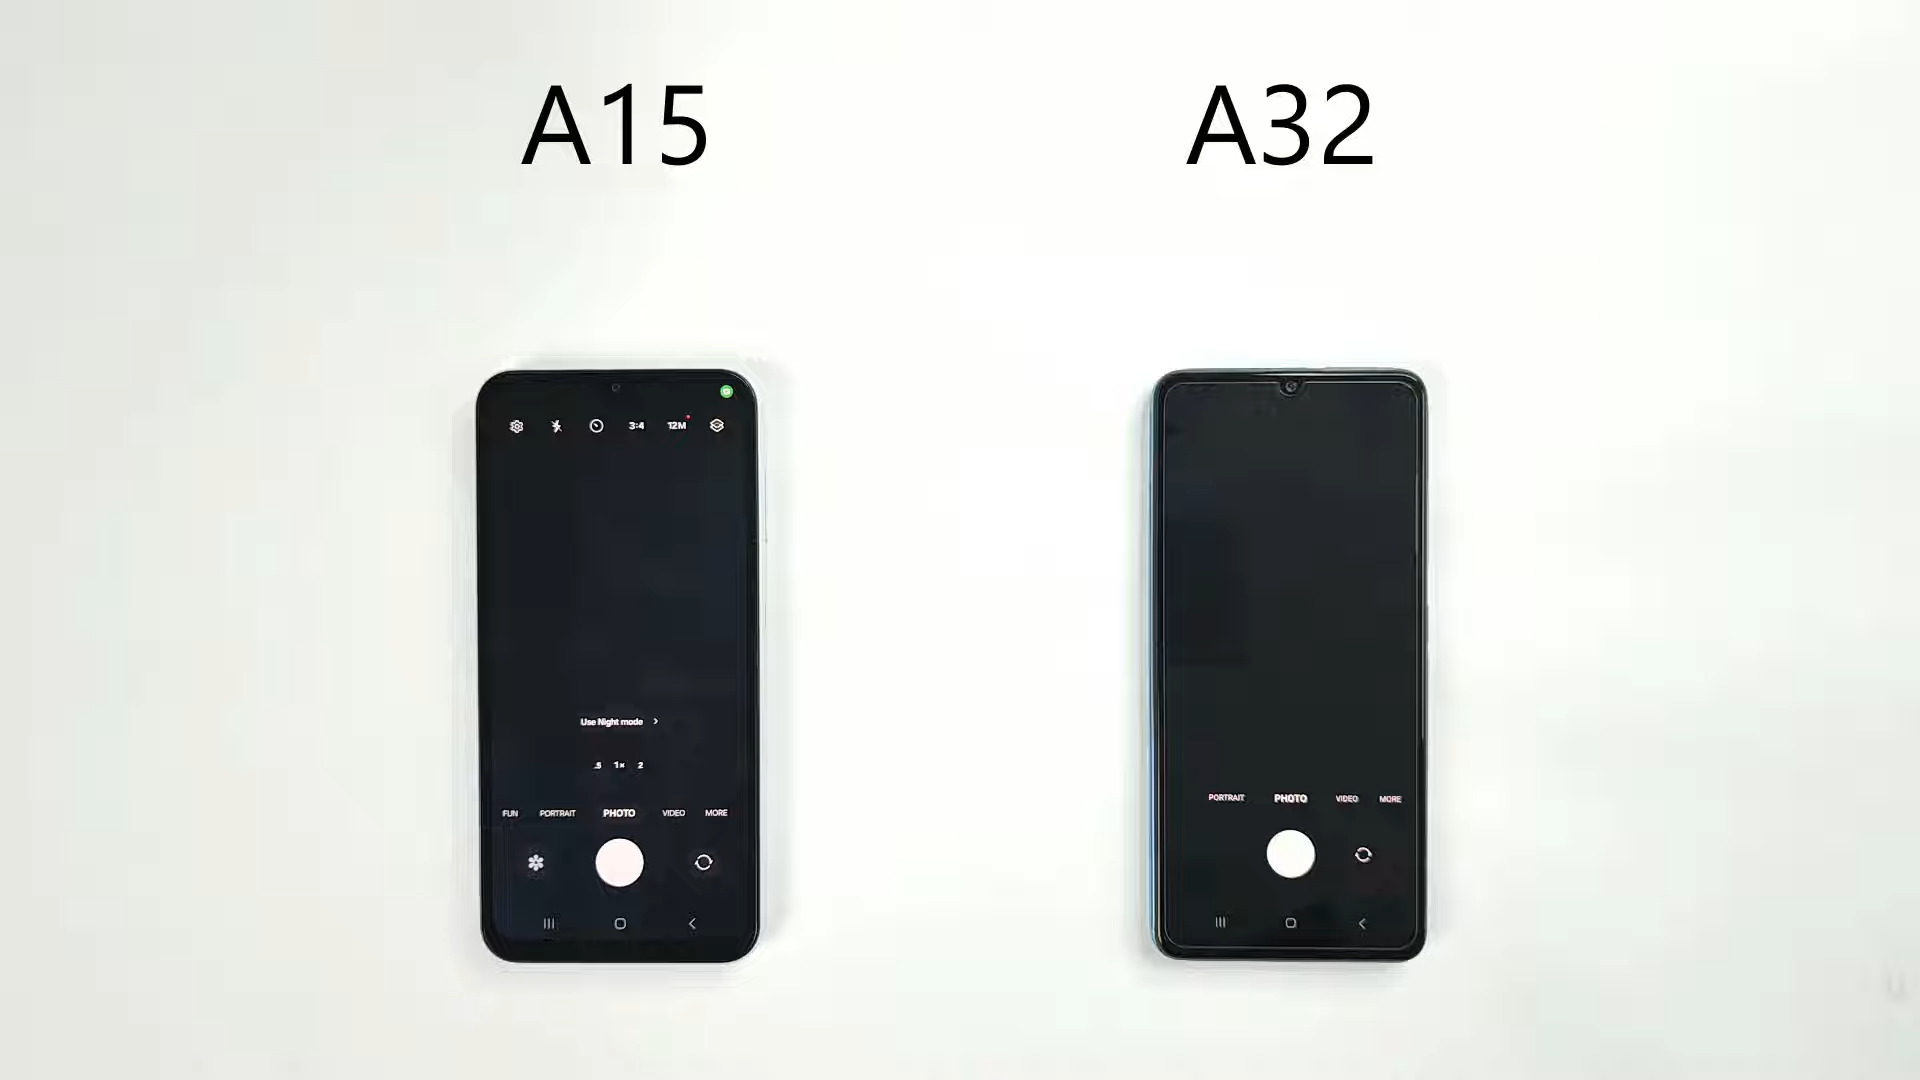 A15
A32
3:4 12M
Use Night mode
.5 1× 2
FUN PORTRAIT PHOTO VIDEO MORE
PORTRAIT PHOTO VIDEO MORE